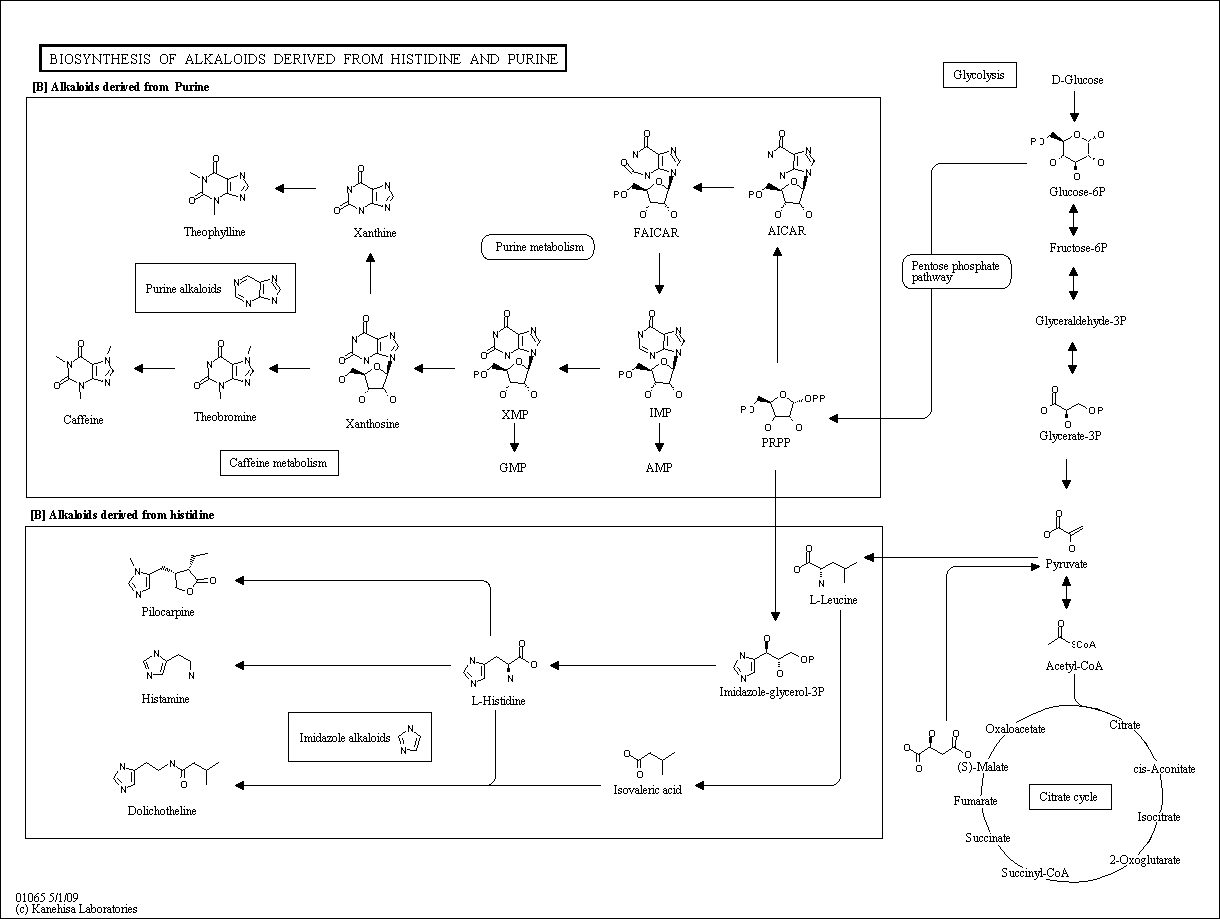 BIOSYNTHESIS OF ALKALOIDS DERIVED FROM HISTIDINE AND PURINE
[B] Alkaloids derived from Purine
Glycolysis
D-Glucose
Glucose-6P
Fructose-6P
Glyceraldehyde-3P
Glycerate-3P
Pyruvate
Acetyl-CoA
Pentose phosphate
pathway
Theophylline
Xanthine
FAICAR
AICAR
Purine metabolism
Purine alkaloids
Caffeine
Theobromine
Xanthosine
XMP
IMP
PRPP
Caffeine metabolism
GMP
AMP
[B] Alkaloids derived from histidine
Pilocarpine
L-Leucine
Histamine
L-Histidine
Imidazole-glycerol-3P
Imidazole alkaloids
Dolichotheline
Isovaleric acid
Oxaloacetate
Citrate
(S)-Malate
cis-Aconitate
Fumarate
Citrate cycle
Isocitrate
Succinate
2-Oxoglutarate
Succinyl-CoA
01065 5/1/09
(c) Kanehisa Laboratories